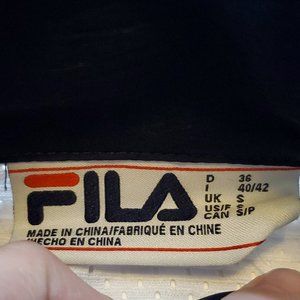 FILA
D 36
I 40/42
UK S
US/F S
CAN S/P
MADE IN CHINA/FABRIQUÉ EN CHINE
HECHO EN CHINA